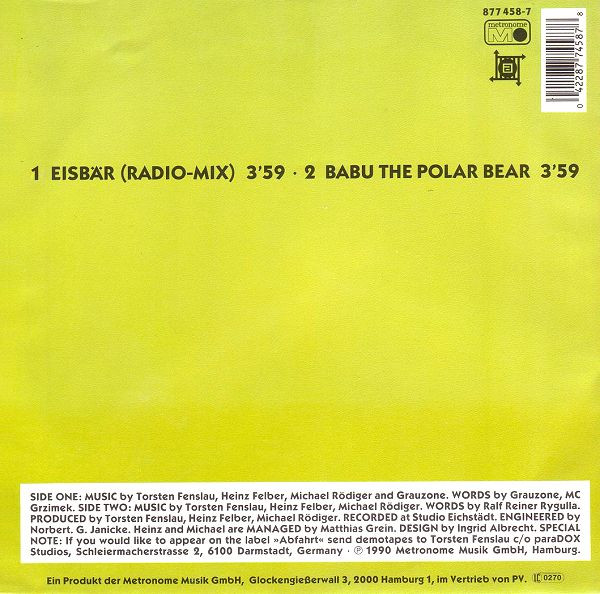 877 458-7
metronome
M
a
0 42287 74587 8
1 EISBÄR (RADIO-MIX) 3'59 · 2 BABU THE POLAR BEAR 3'59
SIDE ONE: MUSIC by Torsten Fenslau, Heinz Felber, Michael Rödiger and Grauzone. WORDS by Grauzone, MC
Grzimek. SIDE TWO: MUSIC by Torsten Fenslau, Heinz Felber, Michael Rödiger. WORDS by Ralf Reiner Rygulla.
PRODUCED by Torsten Fenslau, Heinz Felber, Michael Rödiger. RECORDED at Studio Eichstädt. ENGINEERED by
Norbert. G. Janicke. Heinz and Michael are MANAGED by Matthias Grein. DESIGN by Ingrid Albrecht. SPECIAL
NOTE: If you would like to appear on the label »Abfahrt« send demotapes to Torsten Fenslau c/o paraDOX
Studios, Schleiermacherstrasse 2, 6100 Darmstadt, Germany · ℗ 1990 Metronome Musik GmbH, Hamburg.
Ein Produkt der Metronome Musik GmbH, Glockengießerwall 3, 2000 Hamburg 1, im Vertrieb von PV. LC 0270